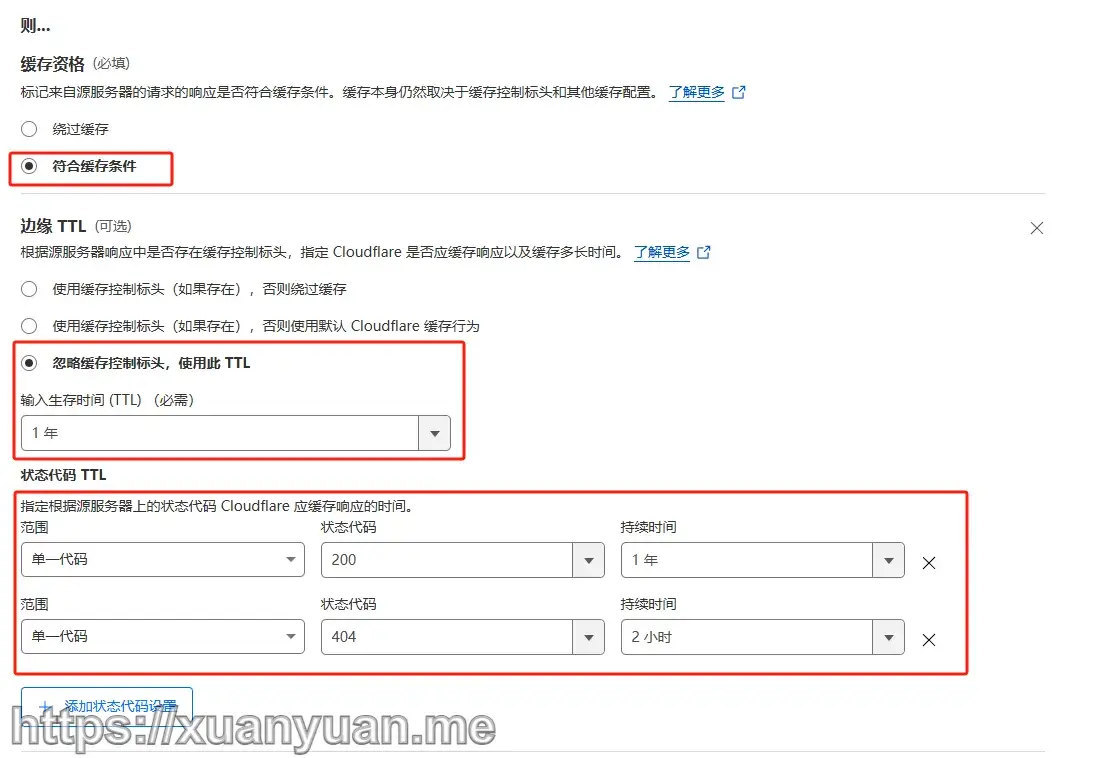 则...
缓存资格 (必填)
标记来自源服务器的请求的响应是否符合缓存条件。缓存本身仍然取决于缓存控制标头和其他缓存配置。 了解更多
绕过缓存
符合缓存条件
边缘 TTL (可选)
根据源服务器响应中是否存在缓存控制标头，指定 Cloudflare 是否应缓存响应以及缓存多长时间。 了解更多
使用缓存控制标头（如果存在），否则绕过缓存
使用缓存控制标头（如果存在），否则使用默认 Cloudflare 缓存行为
忽略缓存控制标头，使用此 TTL
输入生存时间 (TTL) （必需）
1 年
状态代码 TTL
指定根据源服务器上的状态代码 Cloudflare 应缓存响应的时间。
范围 状态代码 持续时间
单一代码 200 1 年
范围 状态代码 持续时间
单一代码 404 2 小时
+ 添加状态代码设置
https://xuanyuan.me